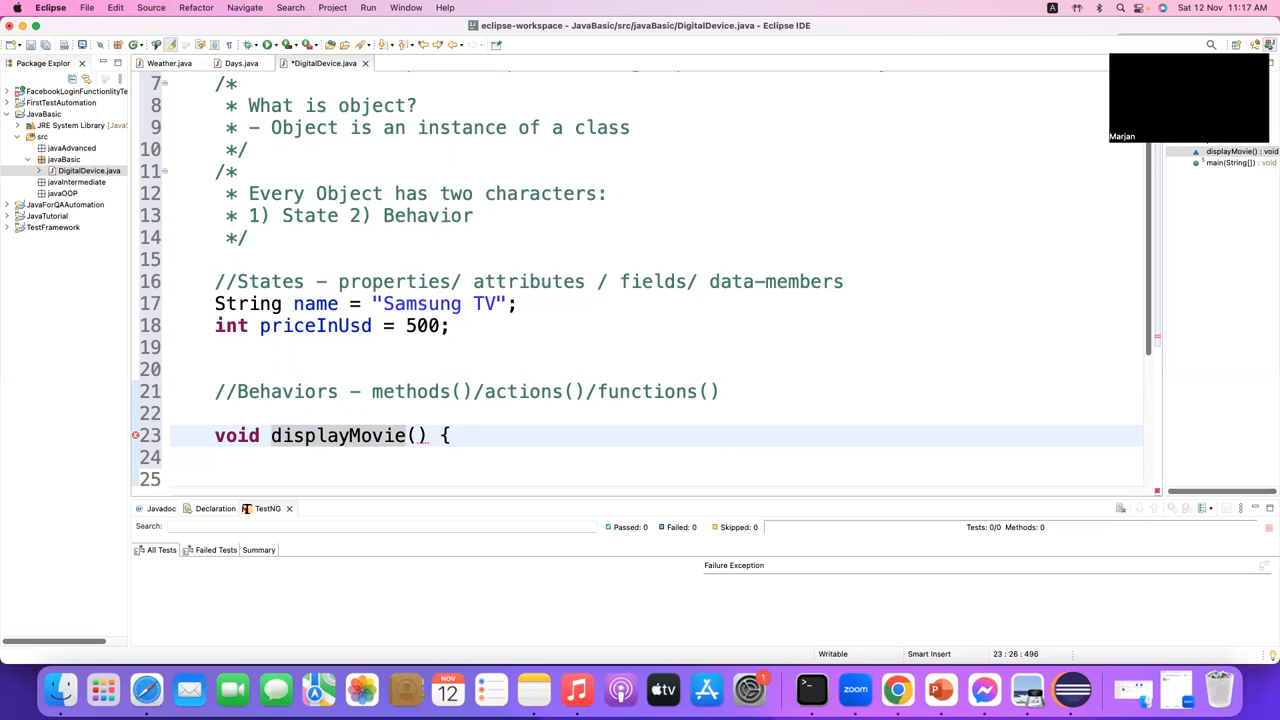 Eclipse File Edit Source Refactor Navigate Search Project Run Window Help
A Sat 12 Nov 11:17 AM
eclipse-workspace - JavaBasic/src/javaBasic/DigitalDevice.java - Eclipse IDE
Package Explor
Weather.java Days.java *DigitalDevice.java
FacebookLoginFunctionlityTe
FirstTestAutomation
JavaBasic
JRE System Library [JavaS
src
javaAdvanced
javaBasic
DigitalDevice.java
javaIntermediate
javaOOP
JavaForQAAutomation
JavaTutorial
TestFramework
7 /*
8 * What is object?
9 * - Object is an instance of a class
10 */
11 /*
12 * Every Object has two characters:
13 * 1) State 2) Behavior
14 */
15
16 //States - properties/ attributes / fields/ data-members
17 String name = "Samsung TV";
18 int priceInUsd = 500;
19
20
21 //Behaviors - methods()/actions()/functions()
22
23 void displayMovie() {
24
25
Marjan
displayMovie() : void
main(String[]) : void
Javadoc Declaration TestNG
Search:
Passed: 0 Failed: 0 Skipped: 0
Tests: 0/0 Methods: 0
All Tests Failed Tests Summary
Failure Exception
Writable Smart Insert 23 : 26 : 496
NOV
12
tv
1
zoom